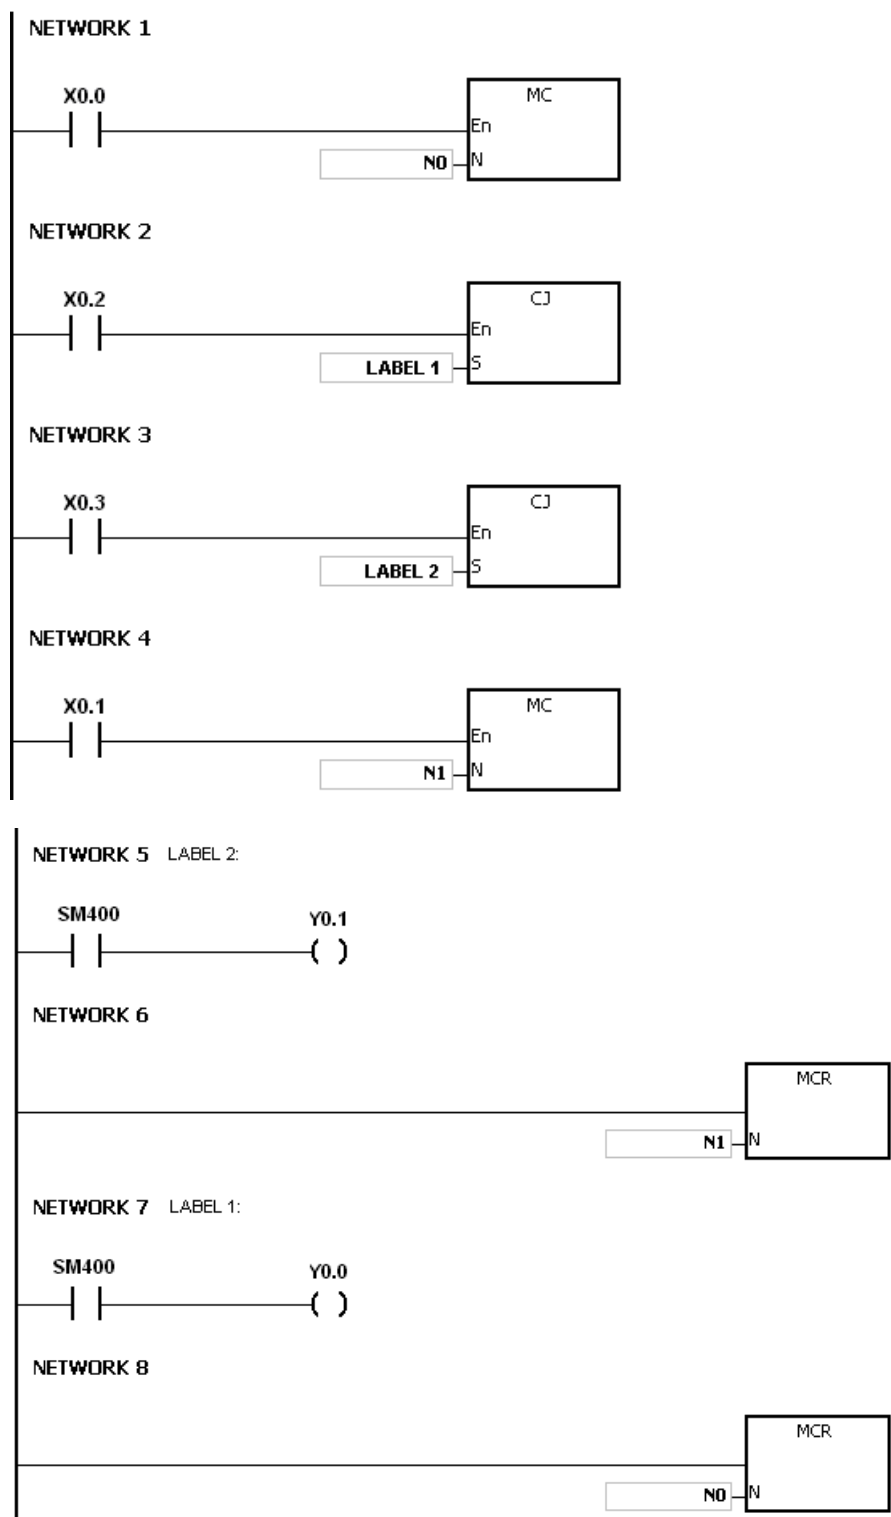 NETWORK 1
X0.0
MC
En
N0 N
NETWORK 2
X0.2
CJ
En
LABEL 1 S
NETWORK 3
X0.3
CJ
En
LABEL 2 S
NETWORK 4
X0.1
MC
En
N1 N
NETWORK 5 LABEL 2:
SM400 Y0.1
NETWORK 6
MCR
N1 N
NETWORK 7 LABEL 1:
SM400 Y0.0
NETWORK 8
MCR
N0 N